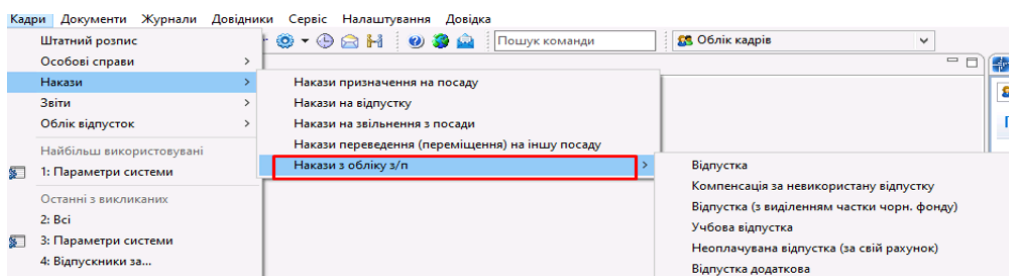 Кадри Документи Журнали Довідники Сервіс Налаштування Довідка
Пошук команди
Облік кадрів
Штатний розпис
Особові справи
Накази
Звіти
Облік відпусток
Найбільш використовувані
1: Параметри системи
Останні з викликаних
2: Всі
3: Параметри системи
4: Відпускники за...
Накази призначення на посаду
Накази на відпустку
Накази на звільнення з посади
Накази переведення (переміщення) на іншу посаду
Накази з обліку з/п
Відпустка
Компенсація за невикористану відпустку
Відпустка (з виділенням частки чорн. фонду)
Учбова відпустка
Неоплачувана відпустка (за свій рахунок)
Відпустка додаткова